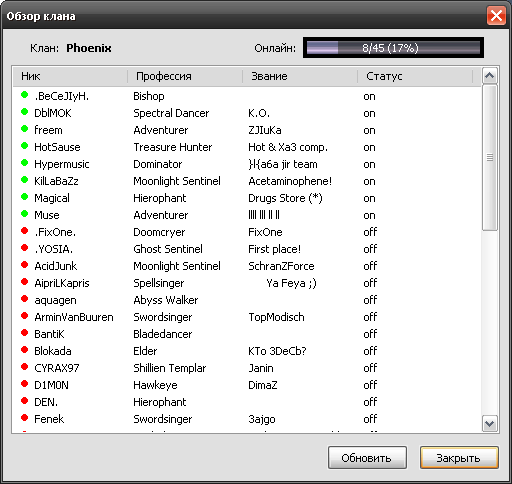 Обзор клана
Клан: Phoenix Онлайн: 8/45 (17%)
Ник Профессия Звание Статус
.BeCeJIyH. Bishop on
DblMOK Spectral Dancer K.O. on
freem Adventurer ZJIuKa on
HotSause Treasure Hunter Hot & Xa3 comp. on
Hypermusic Dominator }|{a6a jir team on
KilLaBaZz Moonlight Sentinel Acetaminophene! on
Magical Hierophant Drugs Store (*) on
Muse Adventurer on
.FixOne. Doomcryer FixOne off
.YOSIA. Ghost Sentinel First place! off
AcidJunk Moonlight Sentinel SchranZForce off
AipriLKapris Spellsinger Ya Feya ;) off
aquagen Abyss Walker off
ArminVanBuuren Swordsinger TopModisch off
BantiK Bladedancer off
Blokada Elder KTo 3DeCb? off
CYRAX97 Shillien Templar Janin off
D1M0N Hawkeye DimaZ off
DEN. Hierophant off
Fenek Swordsinger 3ajgo off
Обновить Закрыть